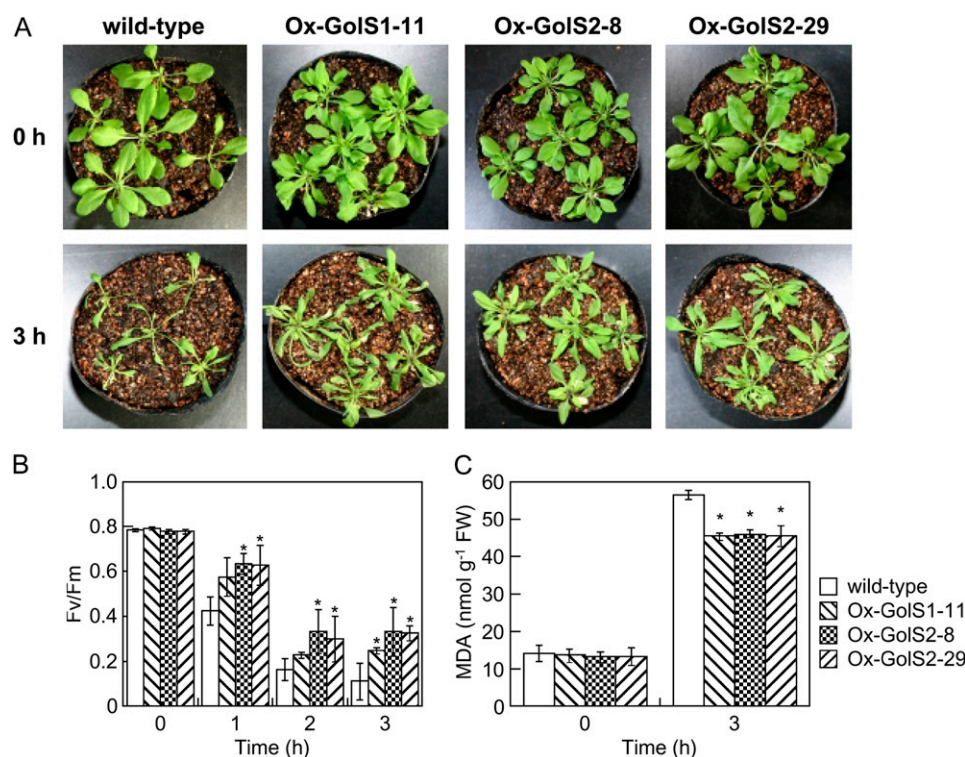 A
wild-type
Ox-GolS1-11
Ox-GolS2-8
Ox-GolS2-29
0 h
3 h
B
1.0
0.8
0.6
0.4
0.2
0
Fv/Fm
* *
* *
* * *
0 1 2 3
Time (h)
C
60
50
40
30
20
10
0
MDA (nmol g⁻¹ FW)
* * *
0 3
Time (h)
wild-type
Ox-GolS1-11
Ox-GolS2-8
Ox-GolS2-29